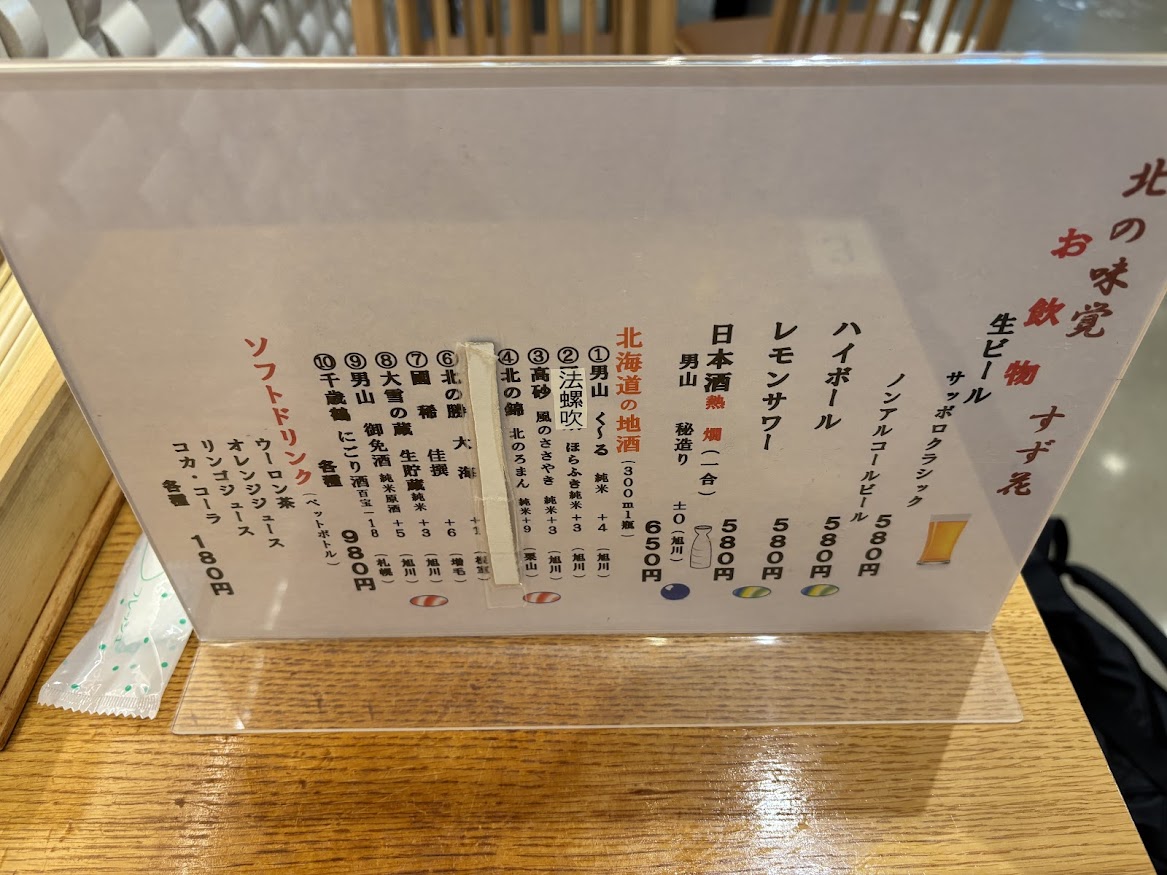 北の味覚 すず花
お飲物
生ビール
サッポロクラシック 650円
ノンアルコールビール 580円
ハイボール 580円
レモンサワー 580円
日本酒 熱燗(一合) 580円
男山 秘造り ±0(旭川)
北海道の地酒(300ml瓶)
①男山 く〜る 純米 +4(旭川)
②法螺吹 ほらふき純米+3(旭川)
③高砂 風のささやき 純米+3(旭川)
④北の錦 北のろまん 純米+9(栗山)
⑥北の勝 大海
⑦國稀 佳撰 +6(増毛)
⑧大雪の蔵 生貯蔵純米 +3(旭川)
⑨男山 御免酒 純米原酒 +5(旭川)
⑩千歳鶴 にごり酒 百宝 -18(札幌)
各種 980円
ソフトドリンク(ペットボトル)
ウーロン茶
オレンジジュース
リンゴジュース
コカ・コーラ
各種 180円